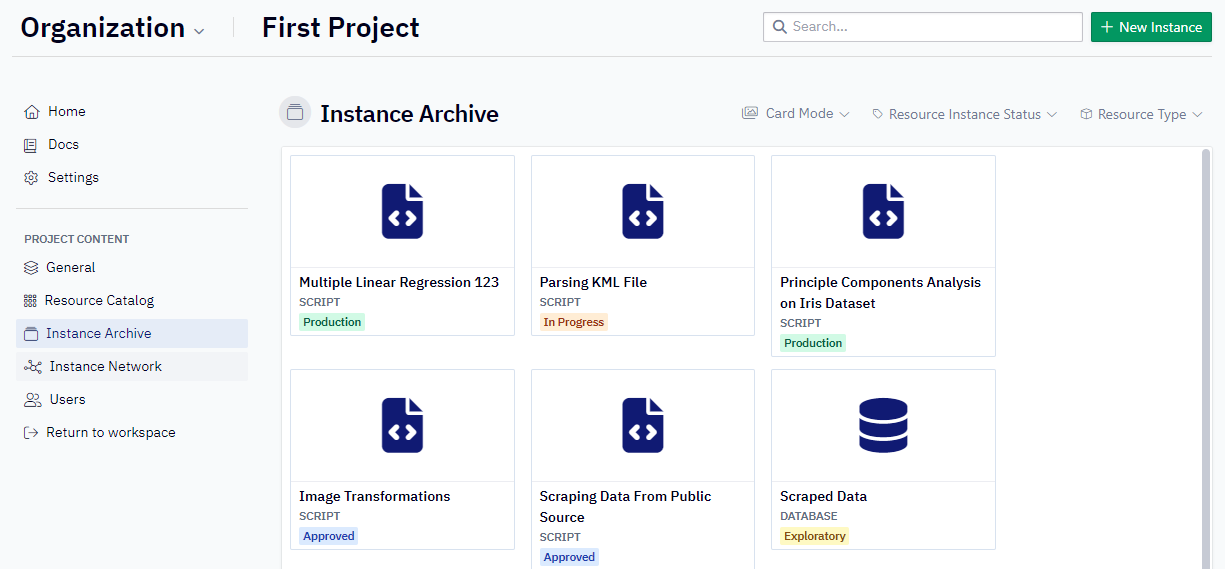 Organization
First Project
Search...
New Instance
Home
Docs
Settings
PROJECT CONTENT
General
Resource Catalog
Instance Archive
Instance Network
Users
Return to workspace
Instance Archive
Card Mode
Resource Instance Status
Resource Type
Multiple Linear Regression 123
SCRIPT
Production
Parsing KML File
SCRIPT
In Progress
Principle Components Analysis
on Iris Dataset
SCRIPT
Production
Image Transformations
SCRIPT
Approved
Scraping Data From Public
Source
SCRIPT
Approved
Scraped Data
DATABASE
Exploratory